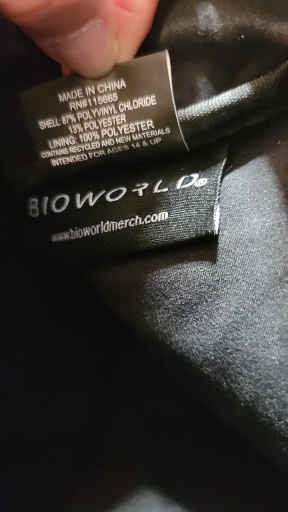 MADE IN CHINA
RN#115665
SHELL: 87% POLYVINYL CHLORIDE
13% POLYESTER
LINING: 100% POLYESTER
CONTAINS RECYCLED AND NEW MATERIALS
INTENDED FOR AGES 14 & UP
BIOWORLD
www.bioworldmerch.com